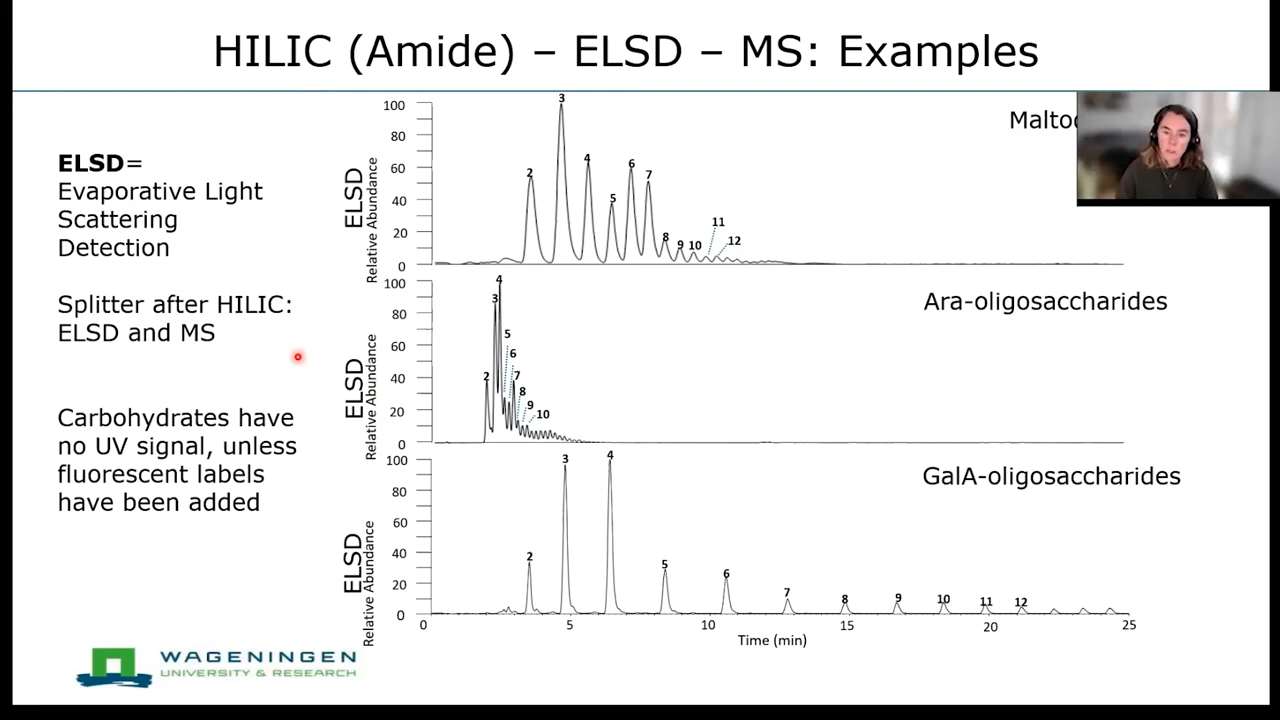 HILIC (Amide) – ELSD – MS: Examples
ELSD=
Evaporative Light
Scattering
Detection
Splitter after HILIC:
ELSD and MS
Carbohydrates have
no UV signal, unless
fluorescent labels
have been added
WAGENINGEN
UNIVERSITY & RESEARCH
ELSD
Relative Abundance
100
80
60
40
20
0
2
3
4
5
6
7
8
9
10
11
12
ELSD
Relative Abundance
100
80
60
40
20
0
2
3
4
5
6
7
8
9
10
Ara-oligosaccharides
ELSD
Relative Abundance
100
80
60
40
20
0
2
3
4
5
6
7
8
9
10
11
12
GalA-oligosaccharides
0
5
10
15
20
25
Time (min)